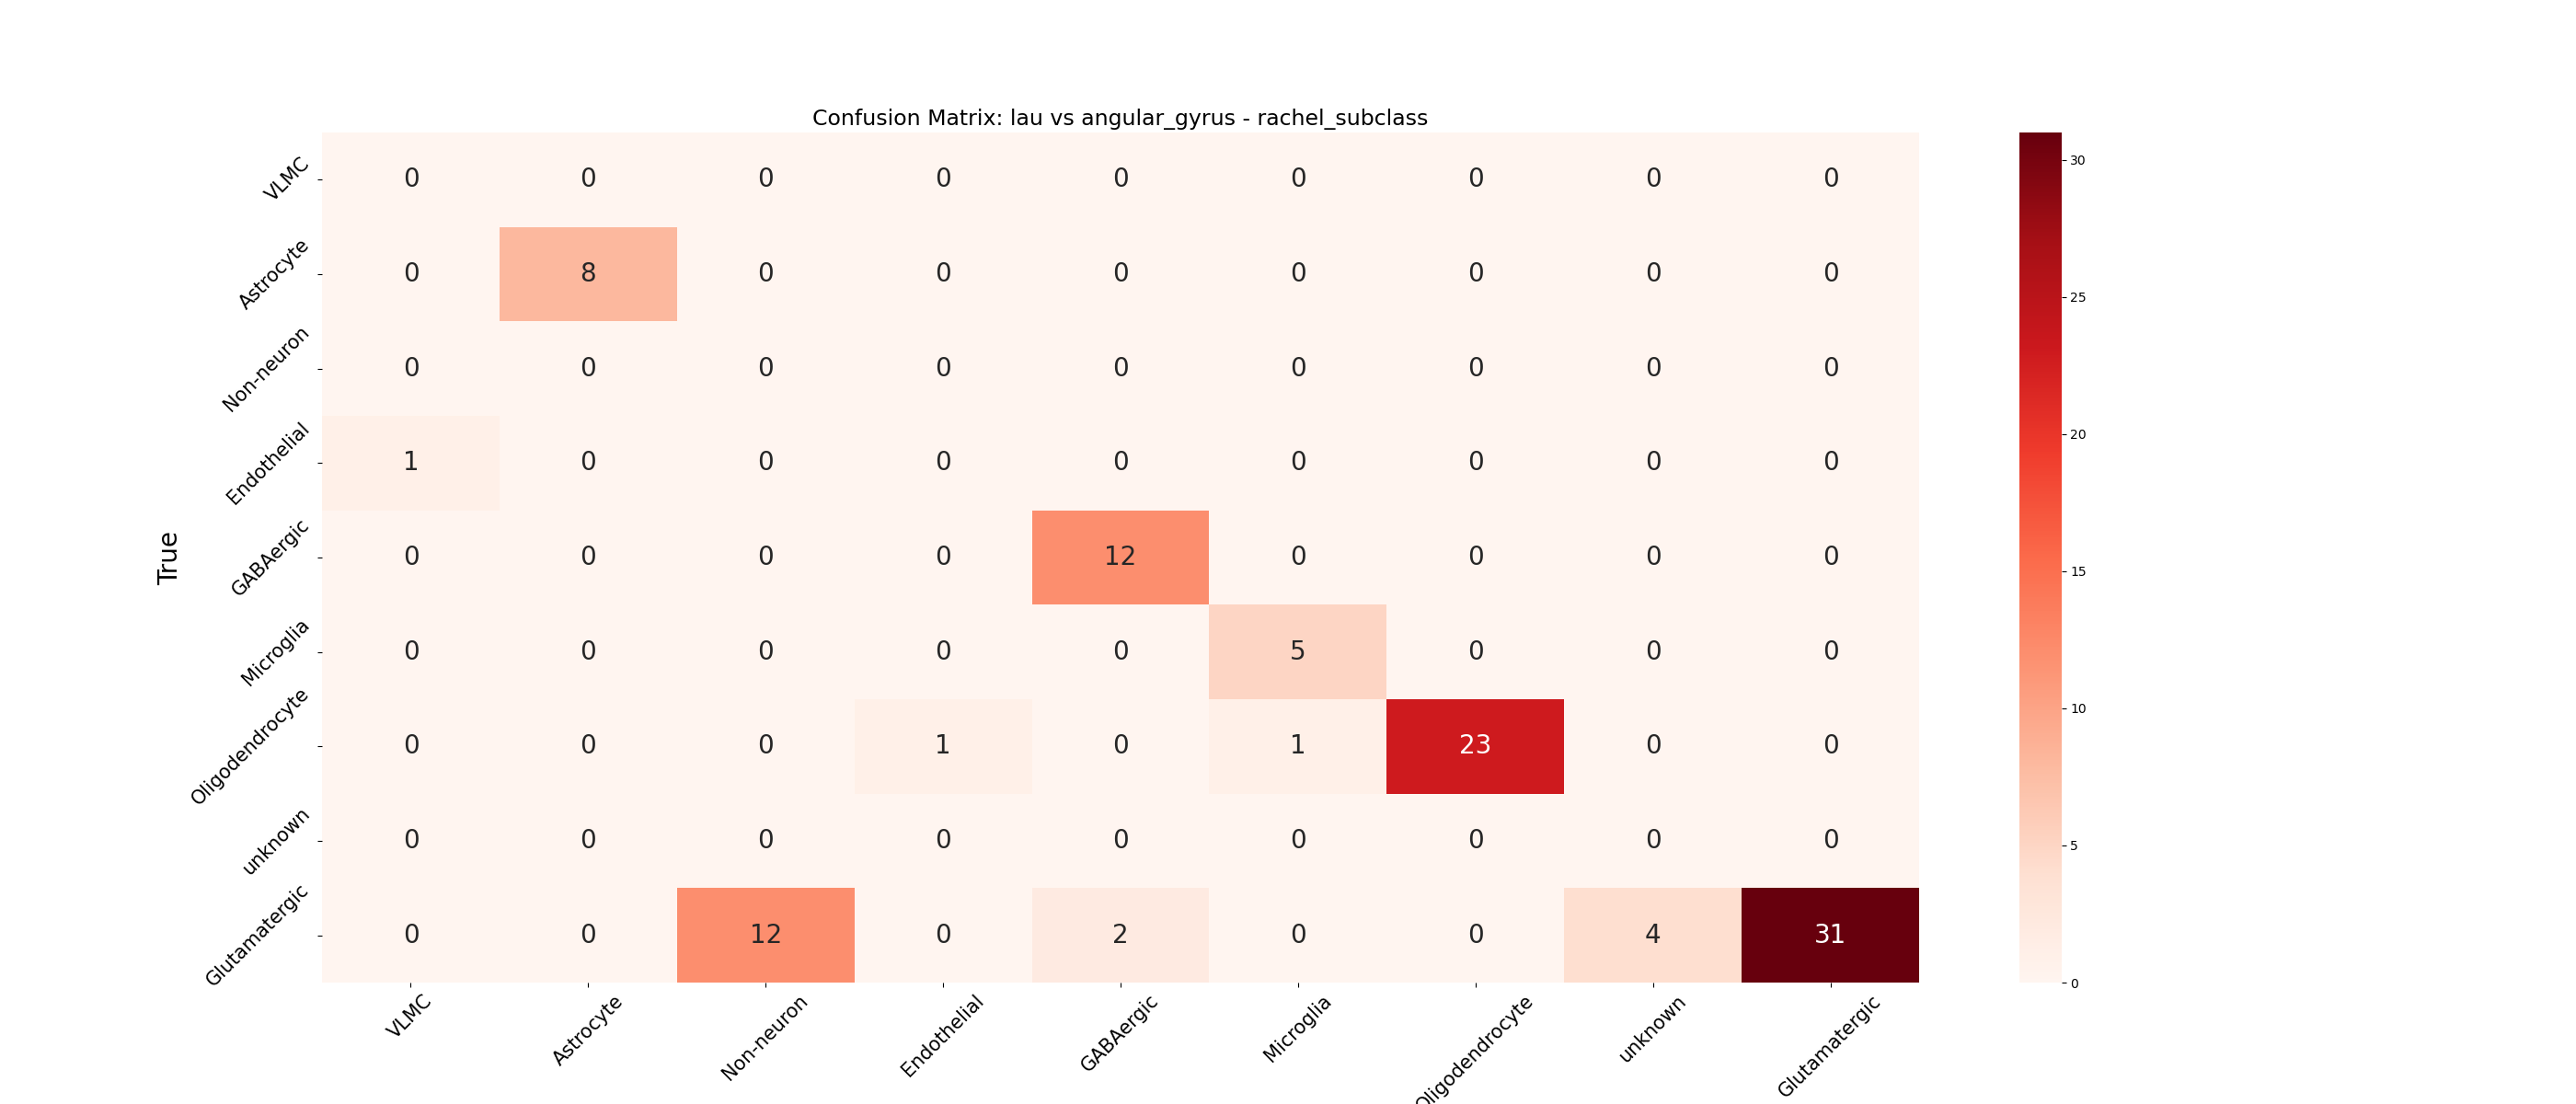 Confusion Matrix: lau vs angular_gyrus - rachel_subclass
True
VLMC 0 0 0 0 0 0 0 0 0
Astrocyte 0 8 0 0 0 0 0 0 0
Non-neuron 0 0 0 0 0 0 0 0 0
Endothelial 1 0 0 0 0 0 0 0 0
GABAergic 0 0 0 0 12 0 0 0 0
Microglia 0 0 0 0 0 5 0 0 0
Oligodendrocyte 0 0 0 1 0 1 23 0 0
unknown 0 0 0 0 0 0 0 0 0
Glutamatergic 0 0 12 0 2 0 0 4 31
VLMC Astrocyte Non-neuron Endothelial GABAergic Microglia Oligodendrocyte unknown Glutamatergic
30
25
20
15
10
5
0